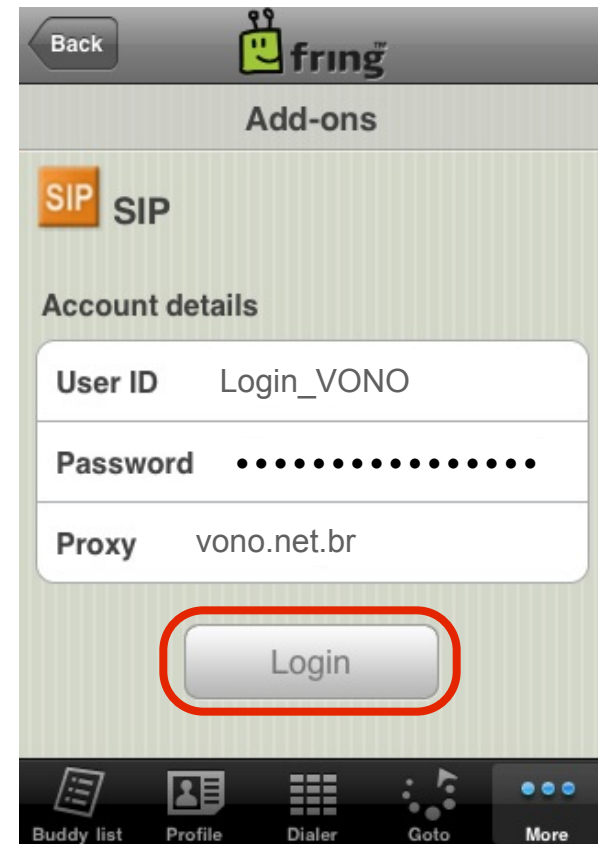 Back
fring™
Add-ons
SIP SIP
Account details
User ID Login_VONO
Password ••••••••••••••••
Proxy vono.net.br
Login
Buddy list Profile Dialer Goto More